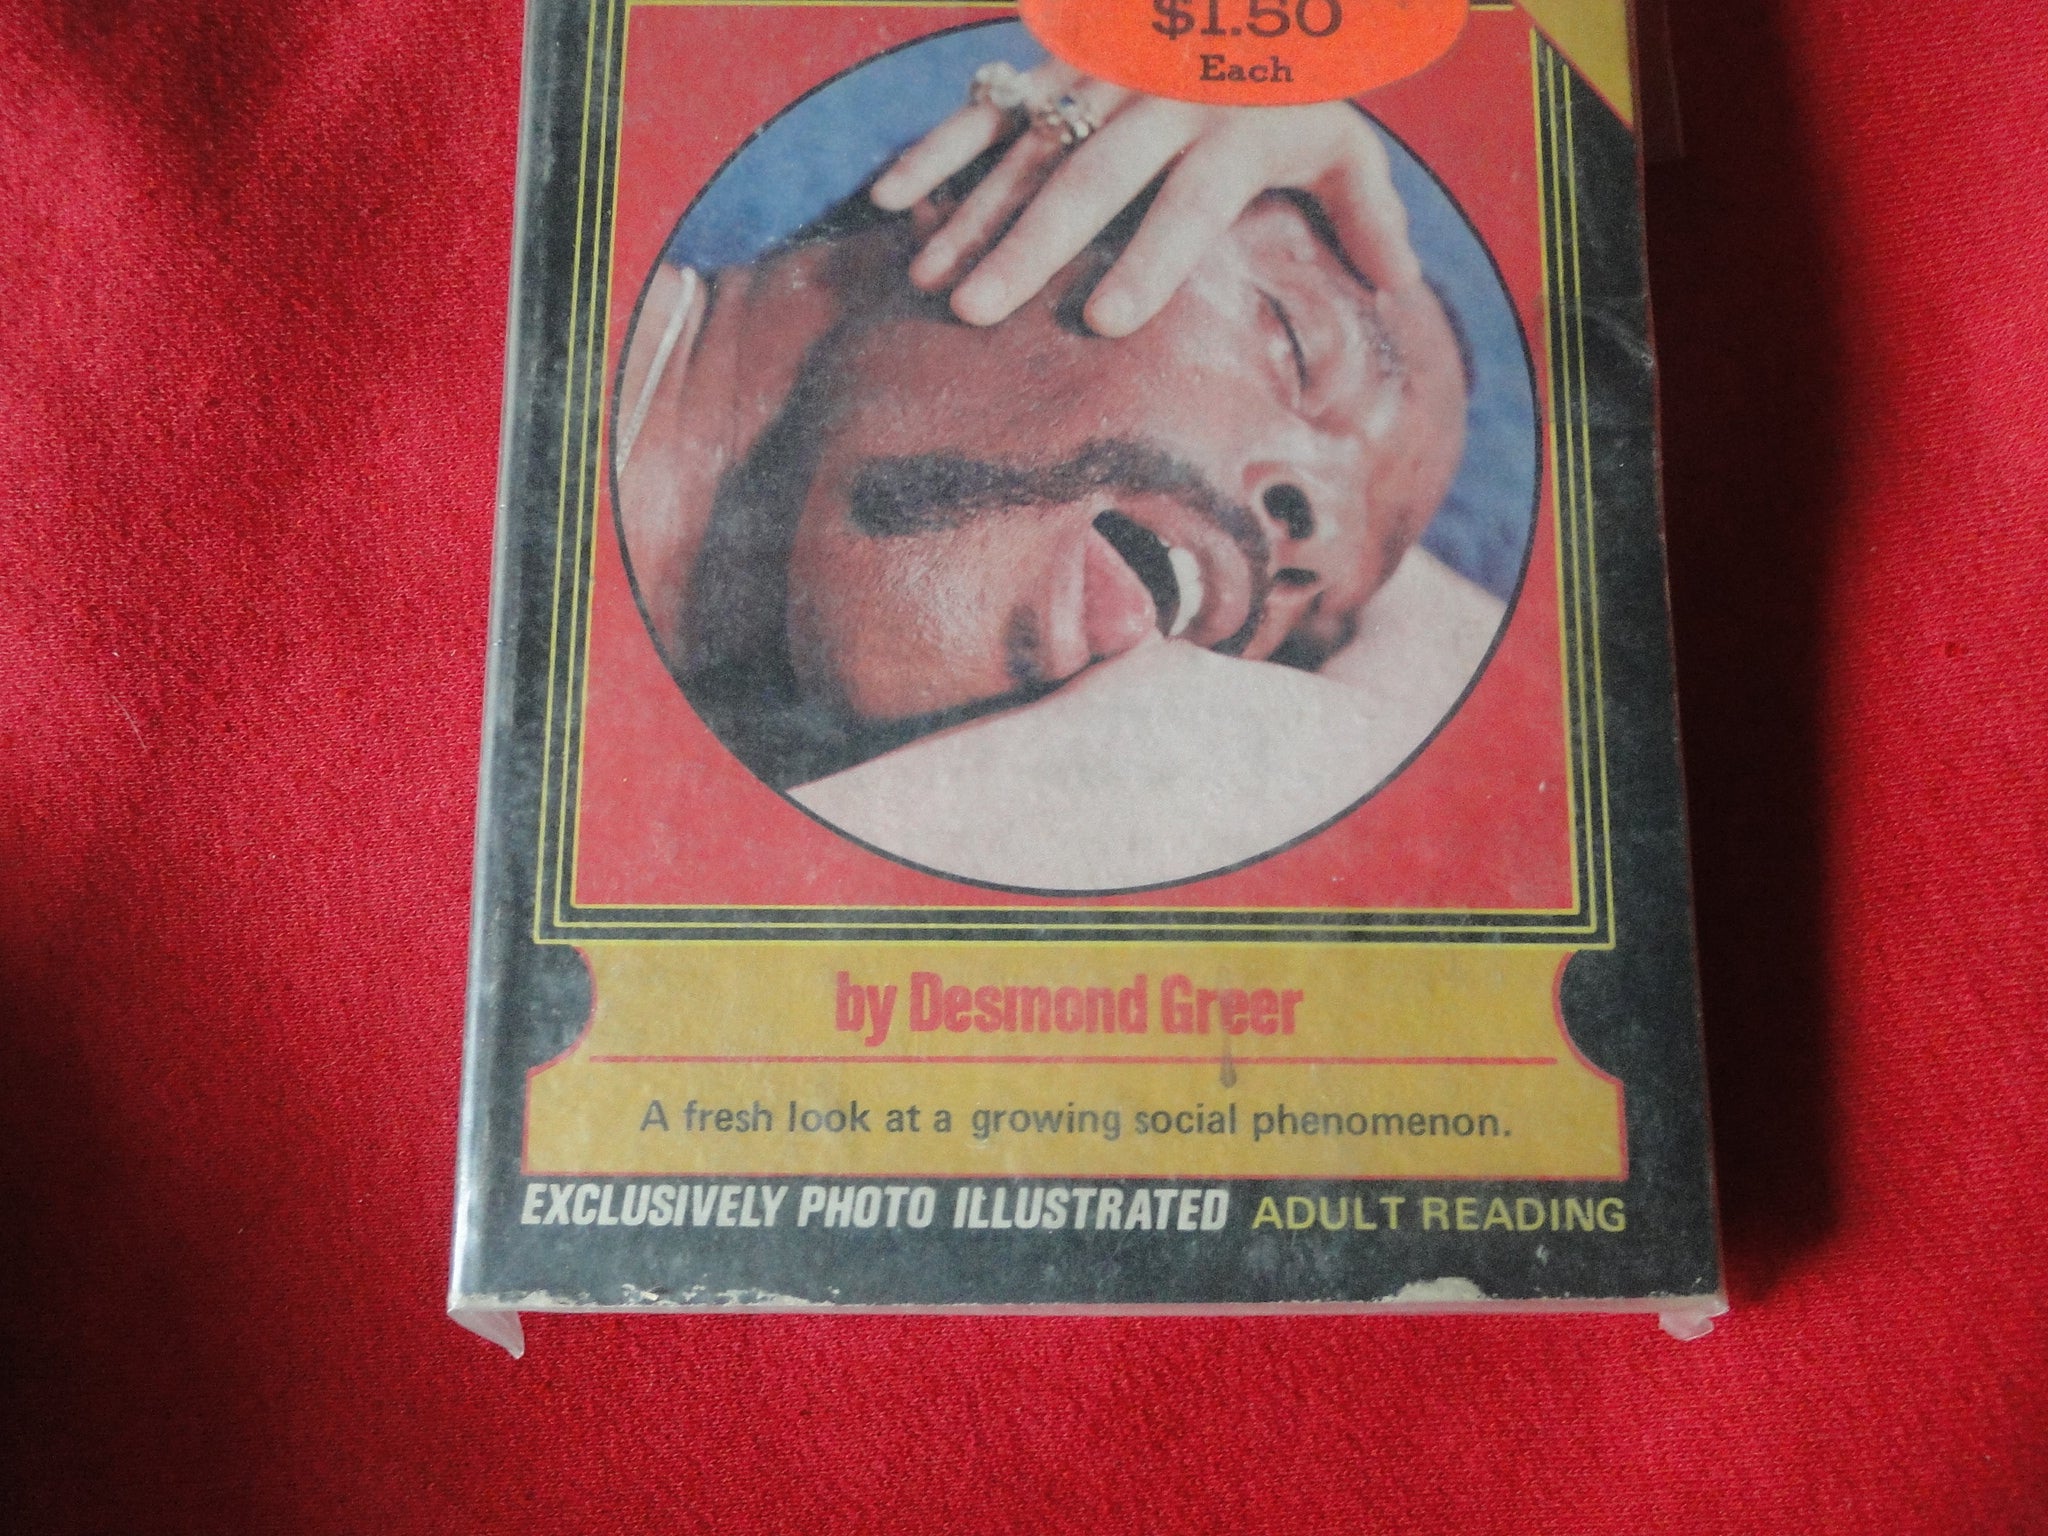 $1.50
Each
by Desmond Greer
A fresh look at a growing social phenomenon.
EXCLUSIVELY PHOTO ILLUSTRATED ADULT READING